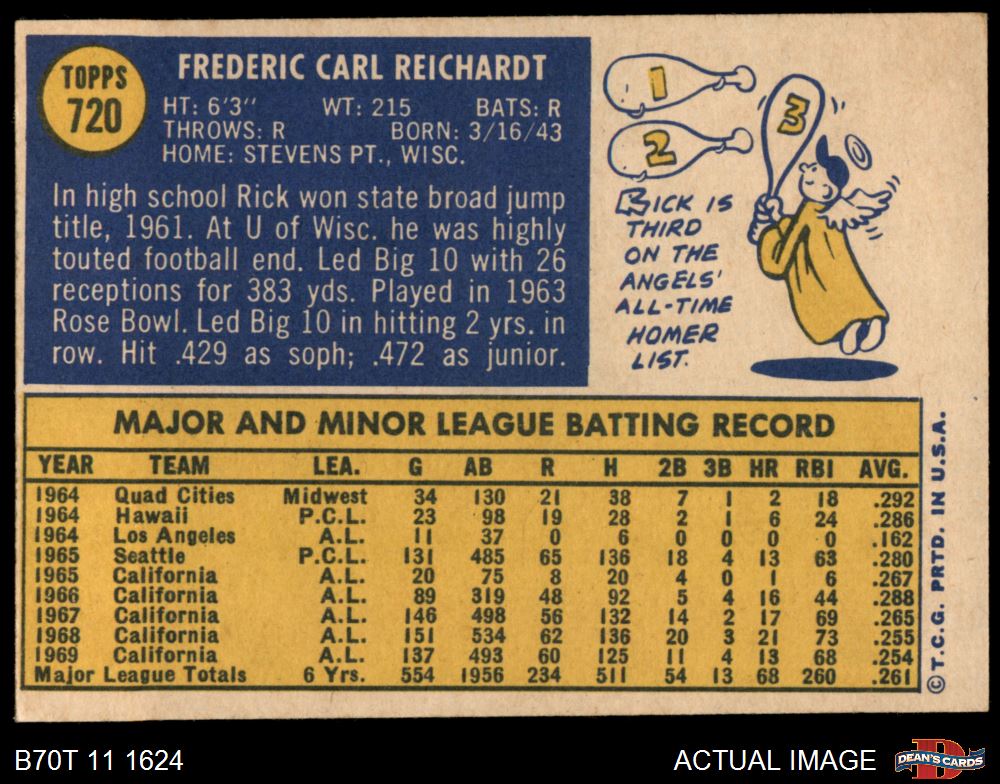 TOPPS
720
FREDERIC CARL REICHARDT
HT: 6'3" WT: 215 BATS: R
THROWS: R BORN: 3/16/43
HOME: STEVENS PT., WISC.
In high school Rick won state broad jump
title, 1961. At U of Wisc. he was highly
touted football end. Led Big 10 with 26
receptions for 383 yds. Played in 1963
Rose Bowl. Led Big 10 in hitting 2 yrs. in
row. Hit .429 as soph; .472 as junior.
1
2
3
RICK IS
THIRD
ON THE
ANGELS'
ALL-TIME
HOMER
LIST.
MAJOR AND MINOR LEAGUE BATTING RECORD
YEAR TEAM LEA. G AB R H 2B 3B HR RBI AVG.
1964 Quad Cities Midwest 34 130 21 38 7 1 2 18 .292
1964 Hawaii P.C.L. 23 98 19 28 2 1 6 24 .286
1964 Los Angeles A.L. 11 37 0 6 0 0 0 0 .162
1965 Seattle P.C.L. 131 485 65 136 18 4 13 63 .280
1965 California A.L. 20 75 8 20 4 0 1 6 .267
1966 California A.L. 89 319 48 92 5 4 16 44 .288
1967 California A.L. 146 498 56 132 14 2 17 69 .265
1968 California A.L. 151 534 62 136 20 3 21 73 .255
1969 California A.L. 137 493 60 125 11 4 13 68 .254
Major League Totals 6 Yrs. 554 1956 234 511 54 13 68 260 .261
©T.C.G. PRTD. IN U.S.A.
B70T 11 1624
ACTUAL IMAGE
D
DEAN'S CARDS